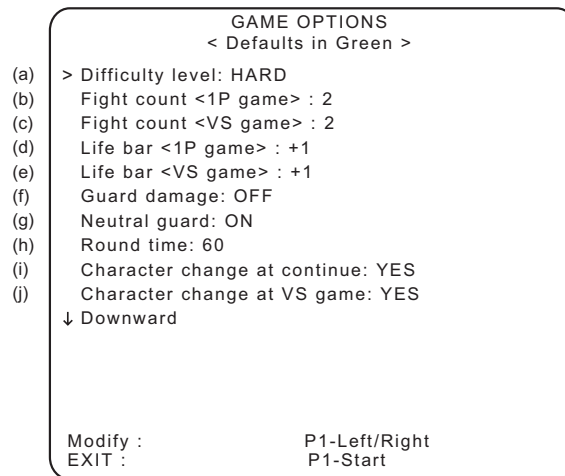 GAME OPTIONS
< Defaults in Green >
(a) > Difficulty level: HARD
(b) Fight count <1P game> : 2
(c) Fight count <VS game> : 2
(d) Life bar <1P game> : +1
(e) Life bar <VS game> : +1
(f) Guard damage: OFF
(g) Neutral guard: ON
(h) Round time: 60
(i) Character change at continue: YES
(j) Character change at VS game: YES
↓ Downward
Modify : P1-Left/Right
EXIT : P1-Start